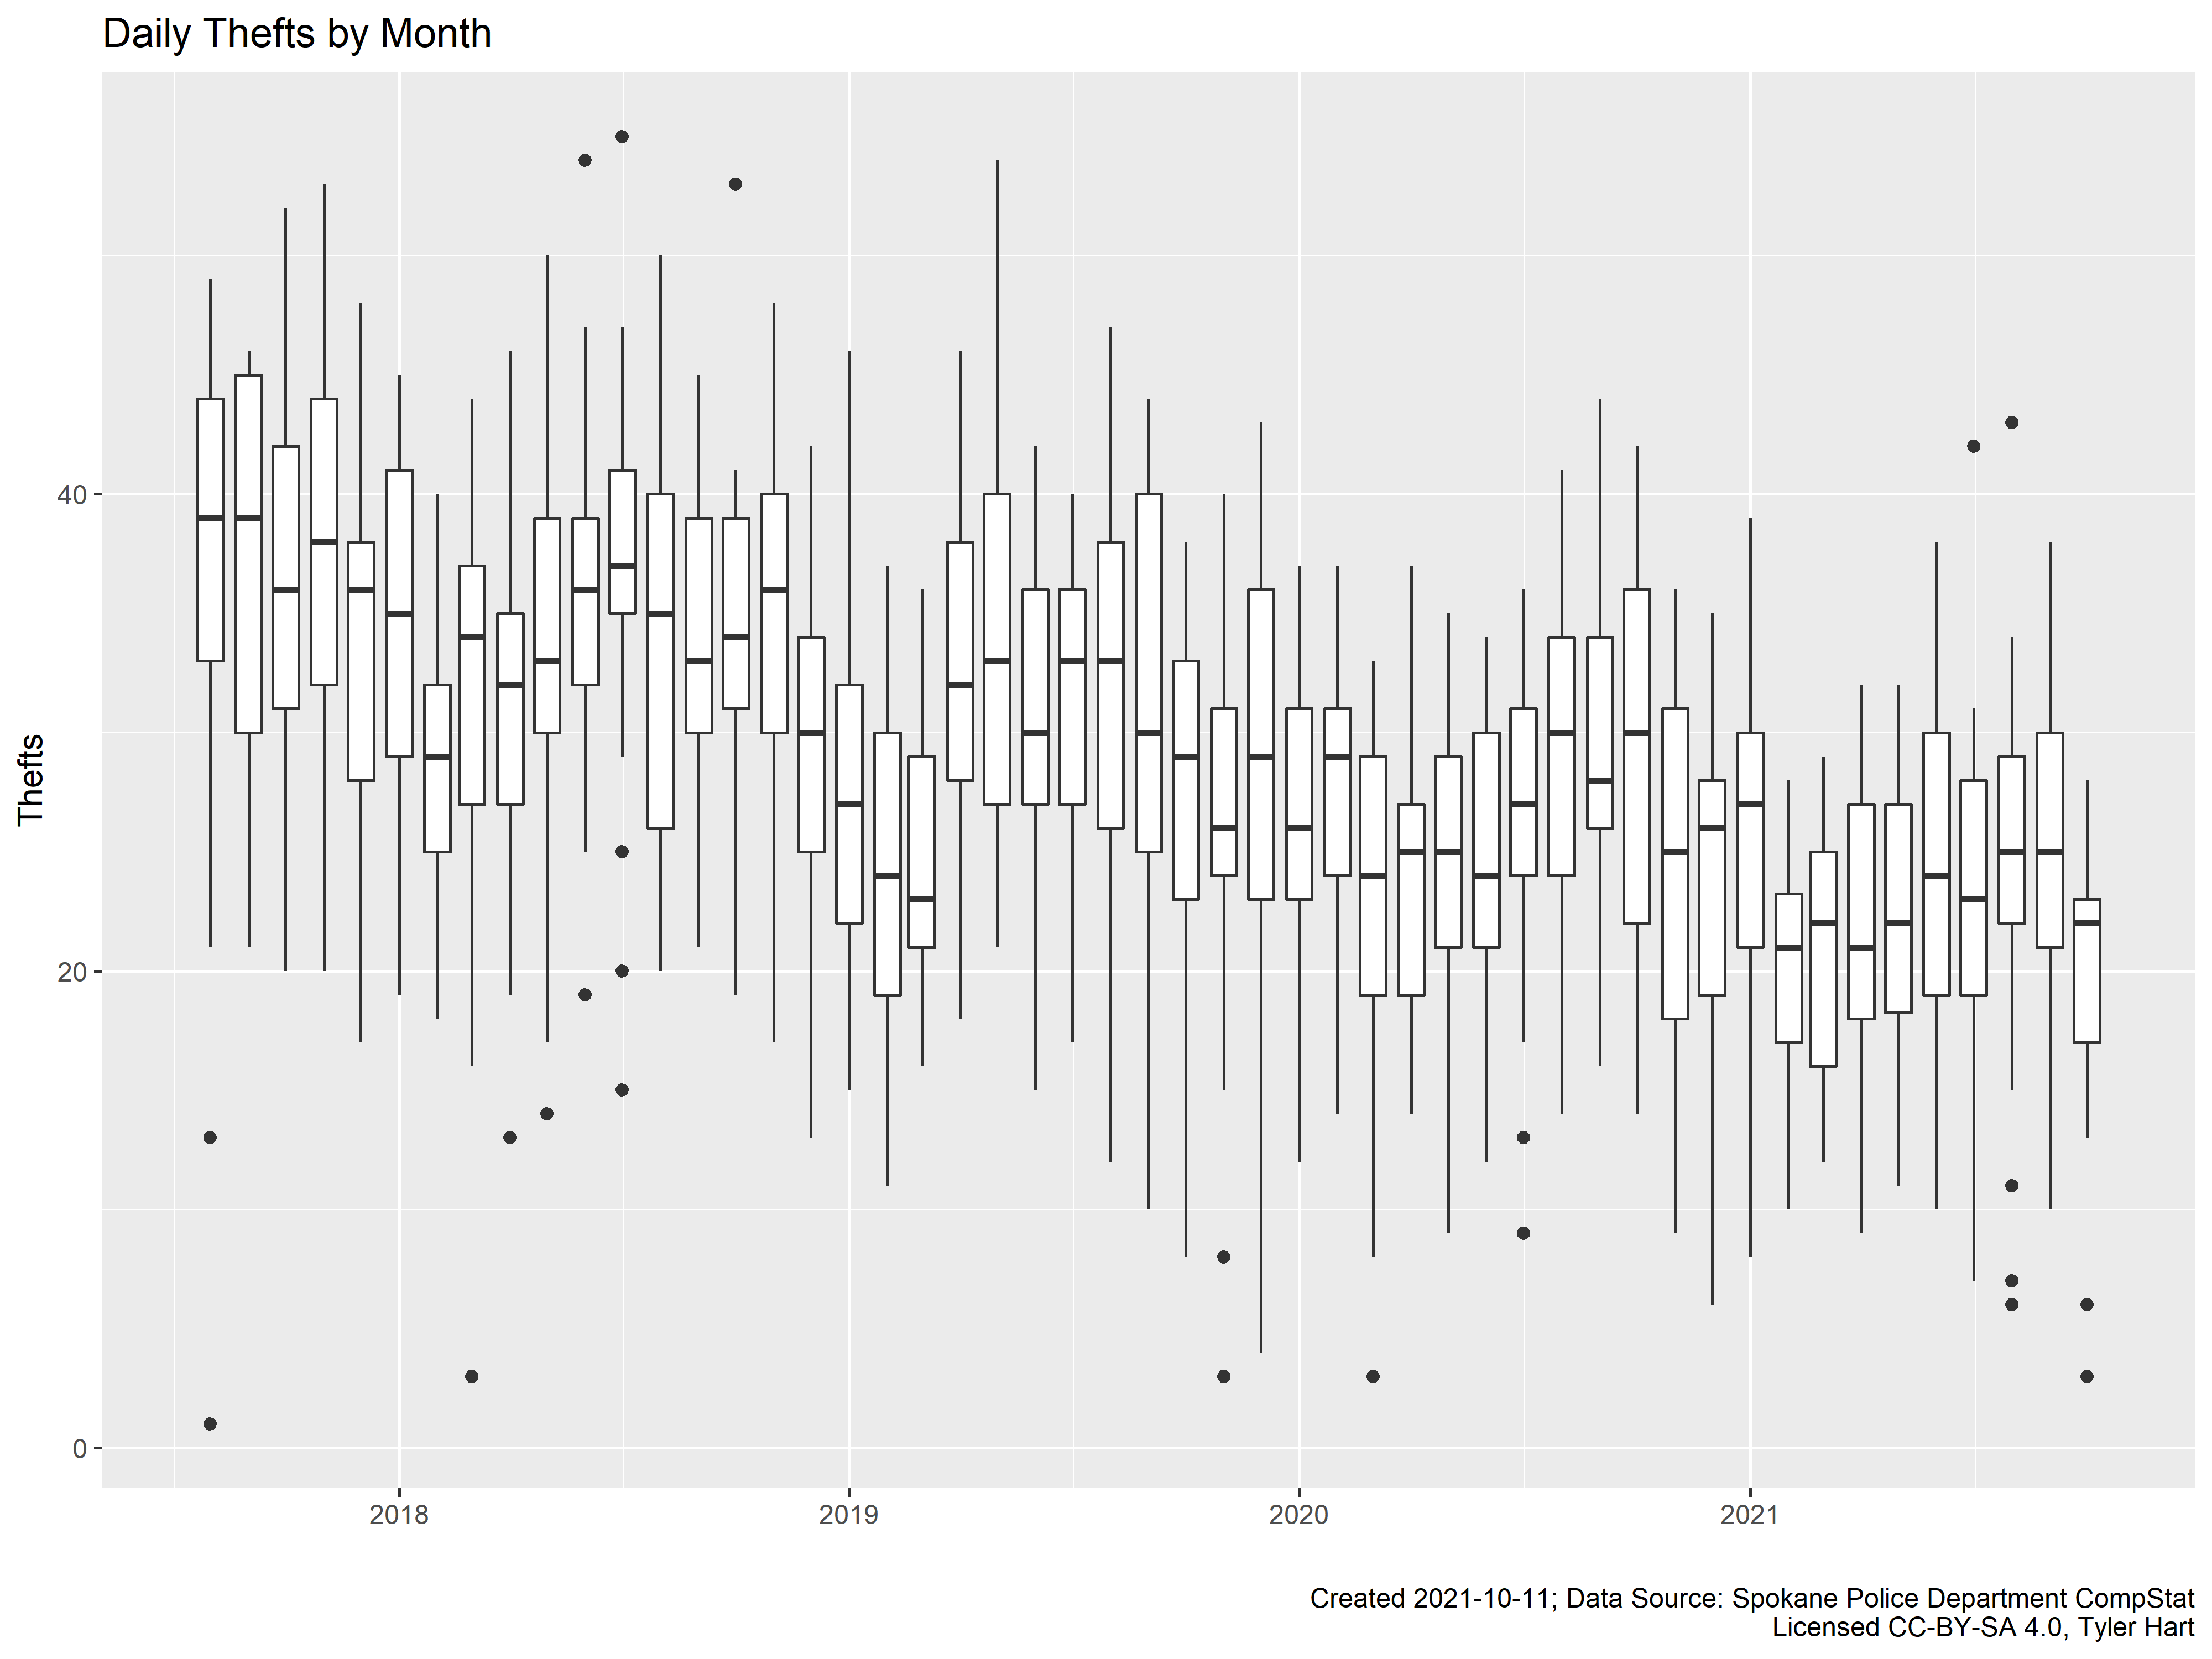 Daily Thefts by Month
Thefts
40
20
0
2018
2019
2020
2021
Created 2021-10-11; Data Source: Spokane Police Department CompStat
Licensed CC-BY-SA 4.0, Tyler Hart